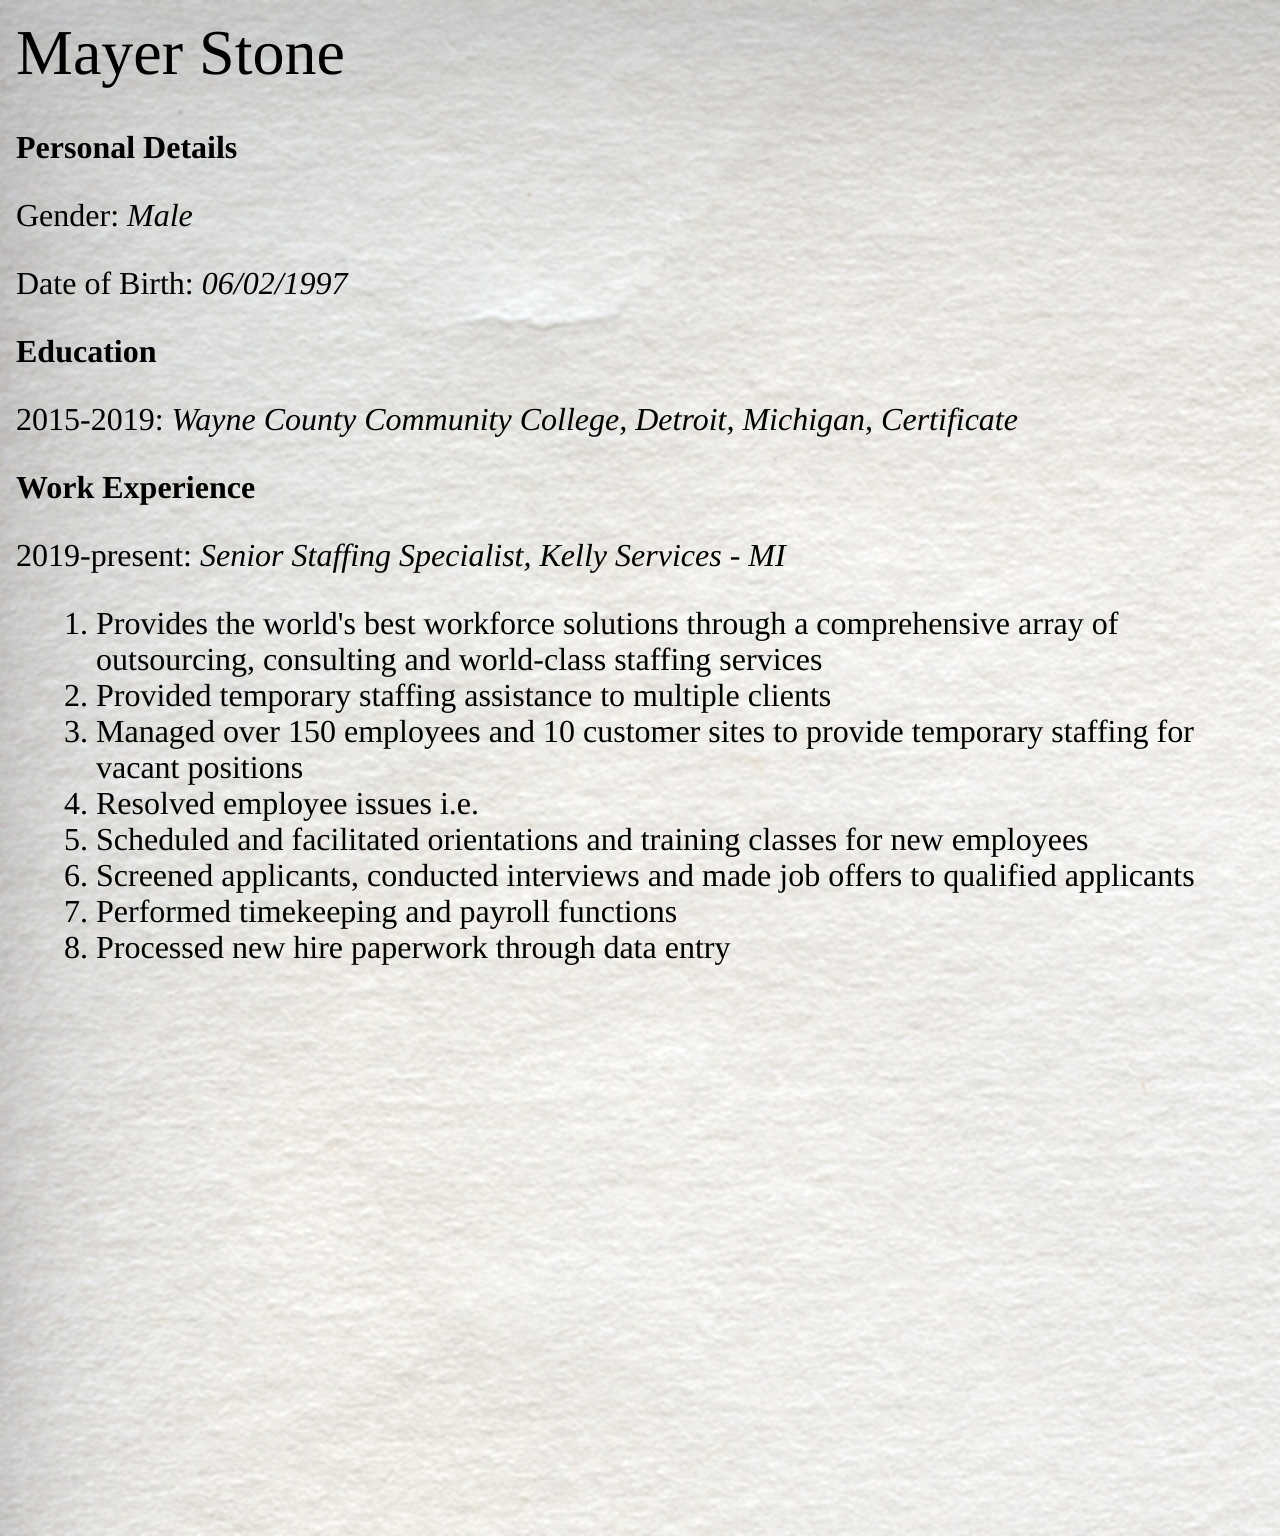 Mayer Stone
Personal Details
Gender: Male
Date of Birth: 06/02/1997
Education
2015-2019: Wayne County Community College, Detroit, Michigan, Certificate
Work Experience
2019-present: Senior Staffing Specialist, Kelly Services - MI
1. Provides the world's best workforce solutions through a comprehensive array of
outsourcing, consulting and world-class staffing services
2. Provided temporary staffing assistance to multiple clients
3. Managed over 150 employees and 10 customer sites to provide temporary staffing for
vacant positions
4. Resolved employee issues i.e.
5. Scheduled and facilitated orientations and training classes for new employees
6. Screened applicants, conducted interviews and made job offers to qualified applicants
7. Performed timekeeping and payroll functions
8. Processed new hire paperwork through data entry